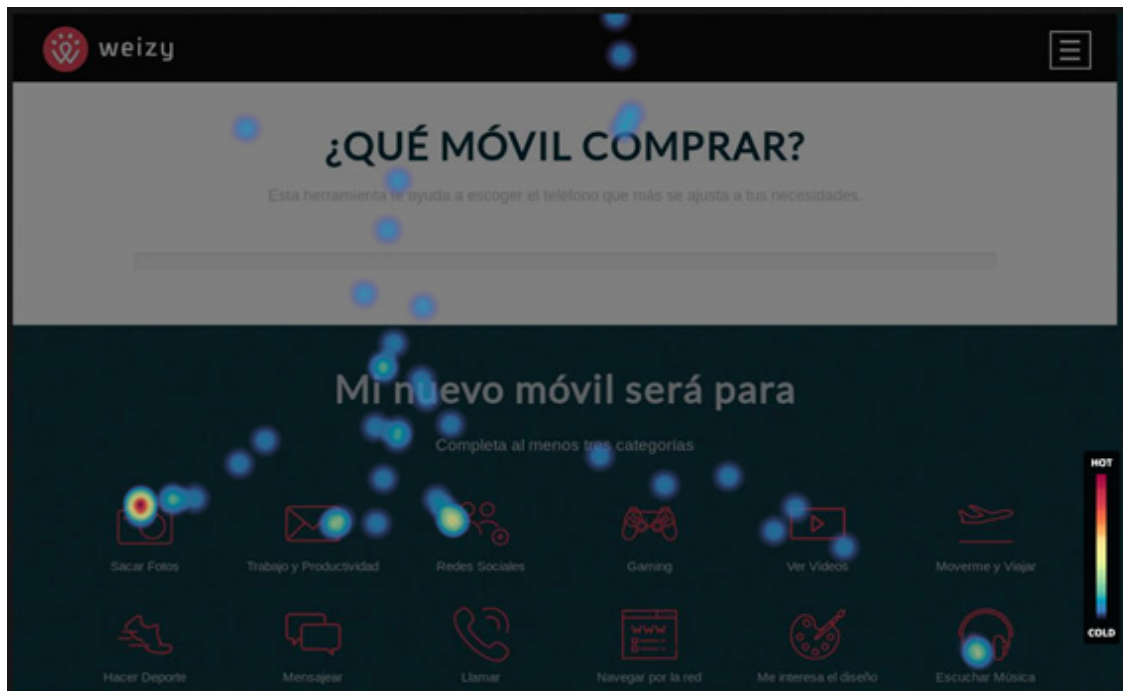 weizy
¿QUÉ MÓVIL COMPRAR?
Esta herramienta te ayuda a escoger el teléfono que más se ajusta a tus necesidades.
Mi nuevo móvil será para
Completa al menos tres categorías
HOT
Sacar Fotos Trabajo y Productividad Redes Sociales Gaming Ver Vídeos Moverme y Viajar
COLD
Hacer Deporte Mensajear Llamar Navegar por la red Me interesa el diseño Escuchar Música